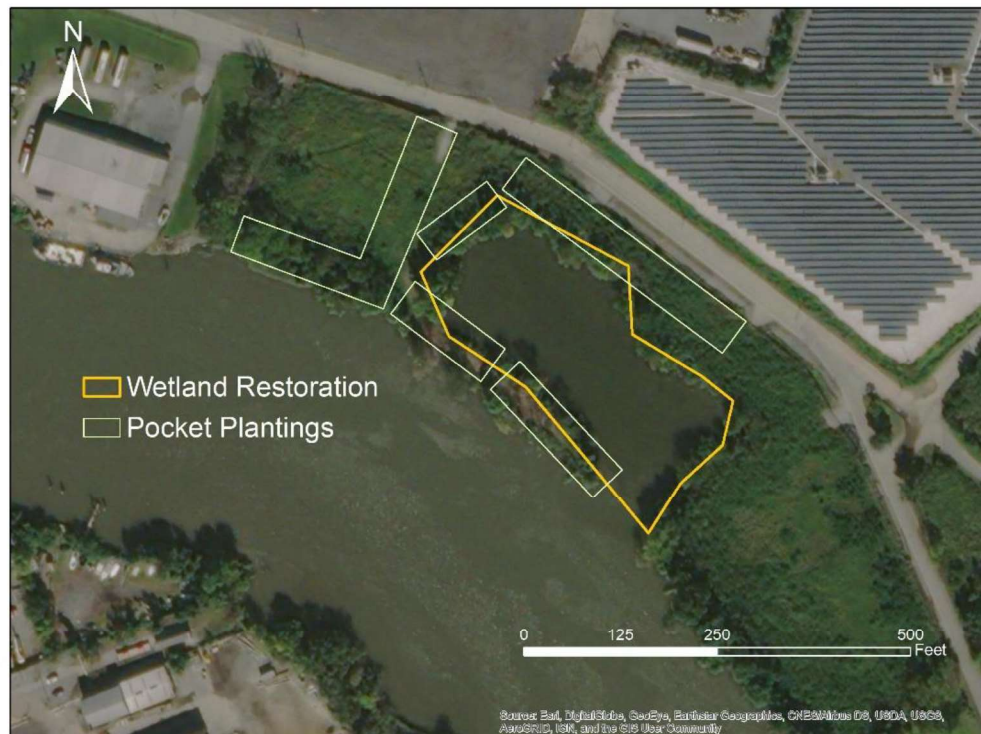 N
Wetland Restoration
Pocket Plantings
0 125 250 500
Feet
Source: Esri, DigitalGlobe, GeoEye, Earthstar Geographics, CNES/Airbus DS, USDA, USGS,
AeroGRID, IGN, and the GIS User Community